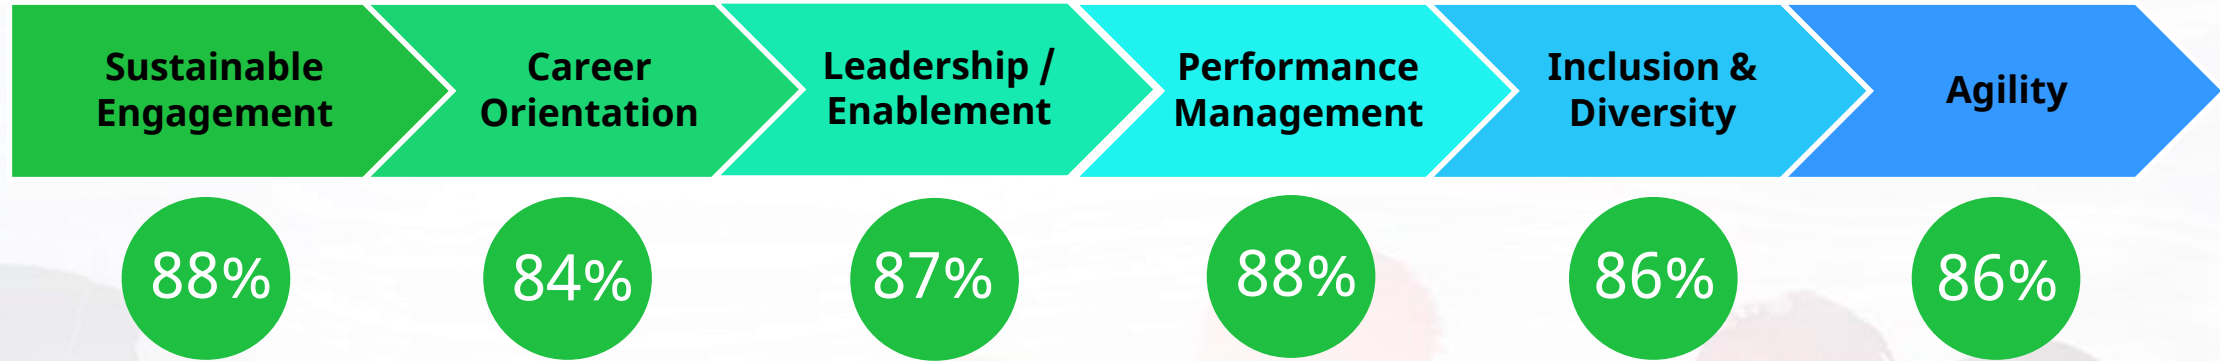 Sustainable
Engagement
Career
Orientation
Leadership /
Enablement
Performance
Management
Inclusion &
Diversity
Agility
88%
84%
87%
88%
86%
86%